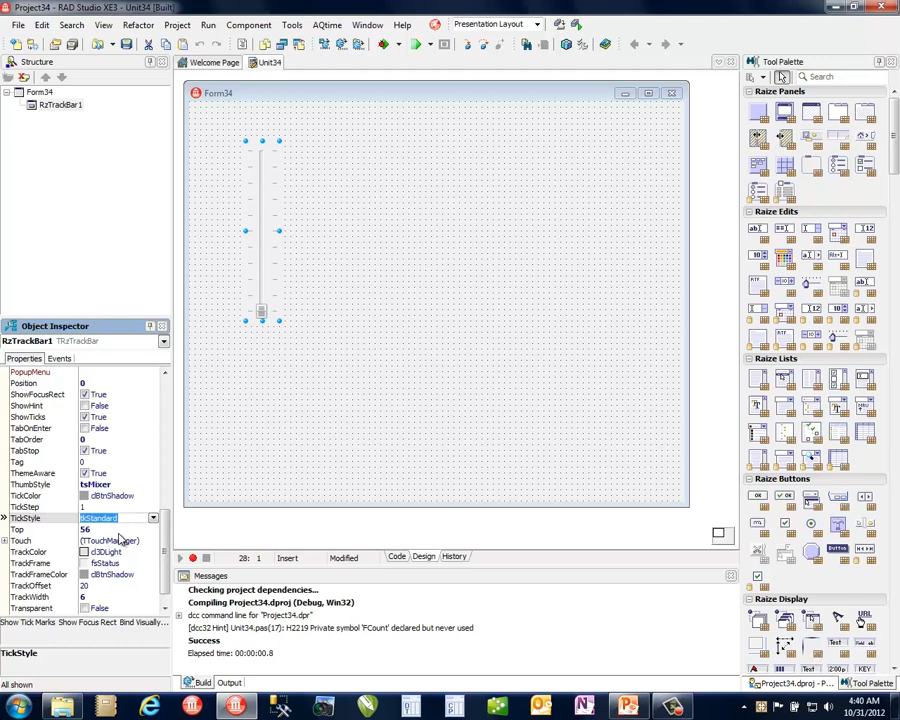 Project34 - RAD Studio XE3 - Unit34 [Built]
File Edit Search View Refactor Project Run Component Tools AQtime Window Help Presentation Layout
Structure
Form34
RzTrackBar1
Welcome Page Unit34
Form34
Tool Palette
Search
Raize Panels
Raize Edits
Raize Lists
Raize Buttons
Raize Display
Object Inspector
RzTrackBar1 TRzTrackBar
Properties Events
PopupMenu
Position 0
ShowFocusRect True
ShowHint False
ShowTicks True
TabOnEnter False
TabOrder 0
TabStop True
Tag 0
ThemeAware True
ThumbStyle tsMixer
TickColor clBtnShadow
TickStep 1
TickStyle tkStandard
Top 56
Touch (TTouchManager)
TrackColor cl3DLight
TrackFrame fsStatus
TrackFrameColor clBtnShadow
TrackOffset 20
TrackWidth 6
Transparent False
Show Tick Marks Show Focus Rect Bind Visually...
TickStyle
All shown
28: 1 Insert Modified Code Design History
Messages
Checking project dependencies...
Compiling Project34.dproj (Debug, Win32)
dcc command line for "Project34.dpr"
[dcc32 Hint] Unit34.pas(17): H2219 Private symbol 'FCount' declared but never used
Success
Elapsed time: 00:00:00.8
Build Output
Project34.dproj - P... Tool Palette
4:40 AM
10/31/2012